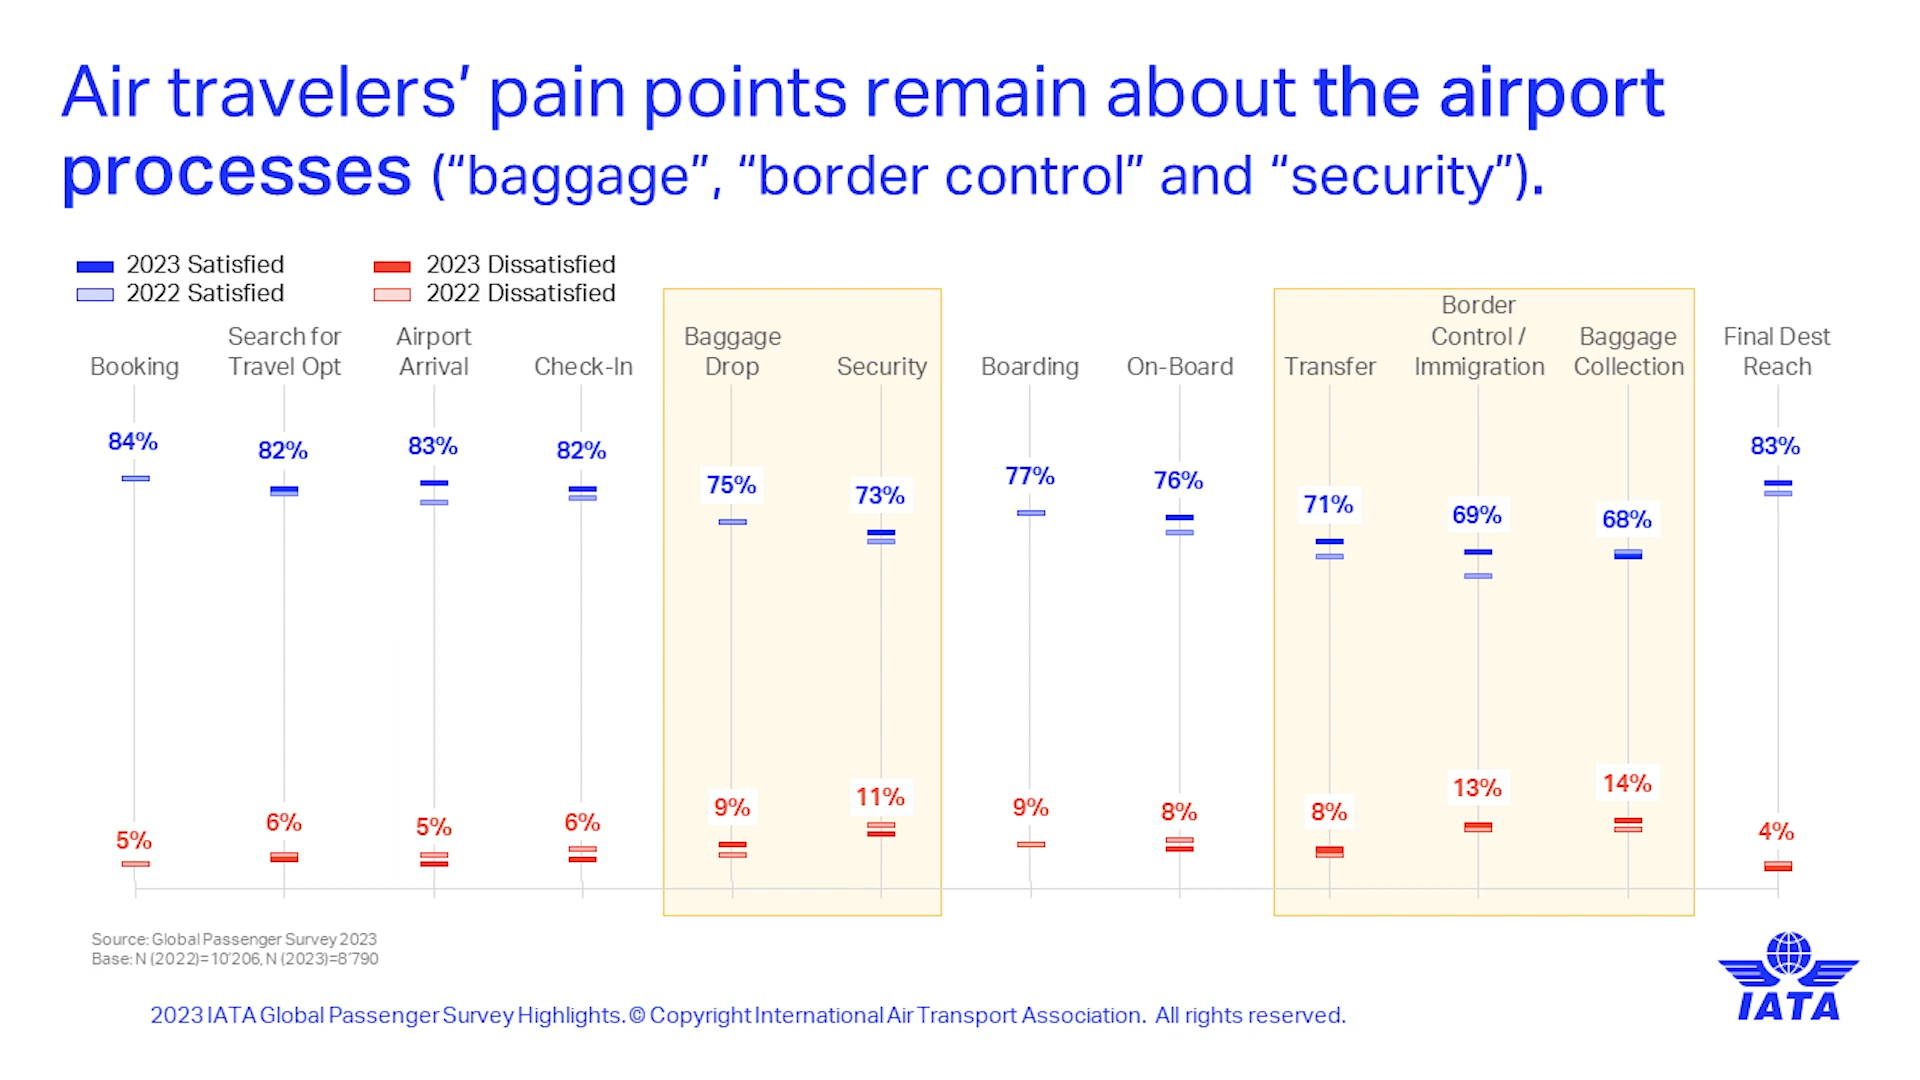 Air travelers’ pain points remain about the airport
processes (“baggage”, “border control” and “security”).
2023 Satisfied
2022 Satisfied
2023 Dissatisfied
2022 Dissatisfied
Booking
Search for
Travel Opt
Airport
Arrival
Check-In
Baggage
Drop
Security
Boarding
On-Board
Transfer
Border
Control /
Immigration
Baggage
Collection
Final Dest
Reach
84%
82%
83%
82%
75%
73%
77%
76%
71%
69%
68%
83%
5%
6%
5%
6%
9%
11%
9%
8%
8%
13%
14%
4%
Source: Global Passenger Survey 2023
Base: N (2022)= 10’206, N (2023)=8’790
2023 IATA Global Passenger Survey Highlights. © Copyright International Air Transport Association. All rights reserved.
IATA